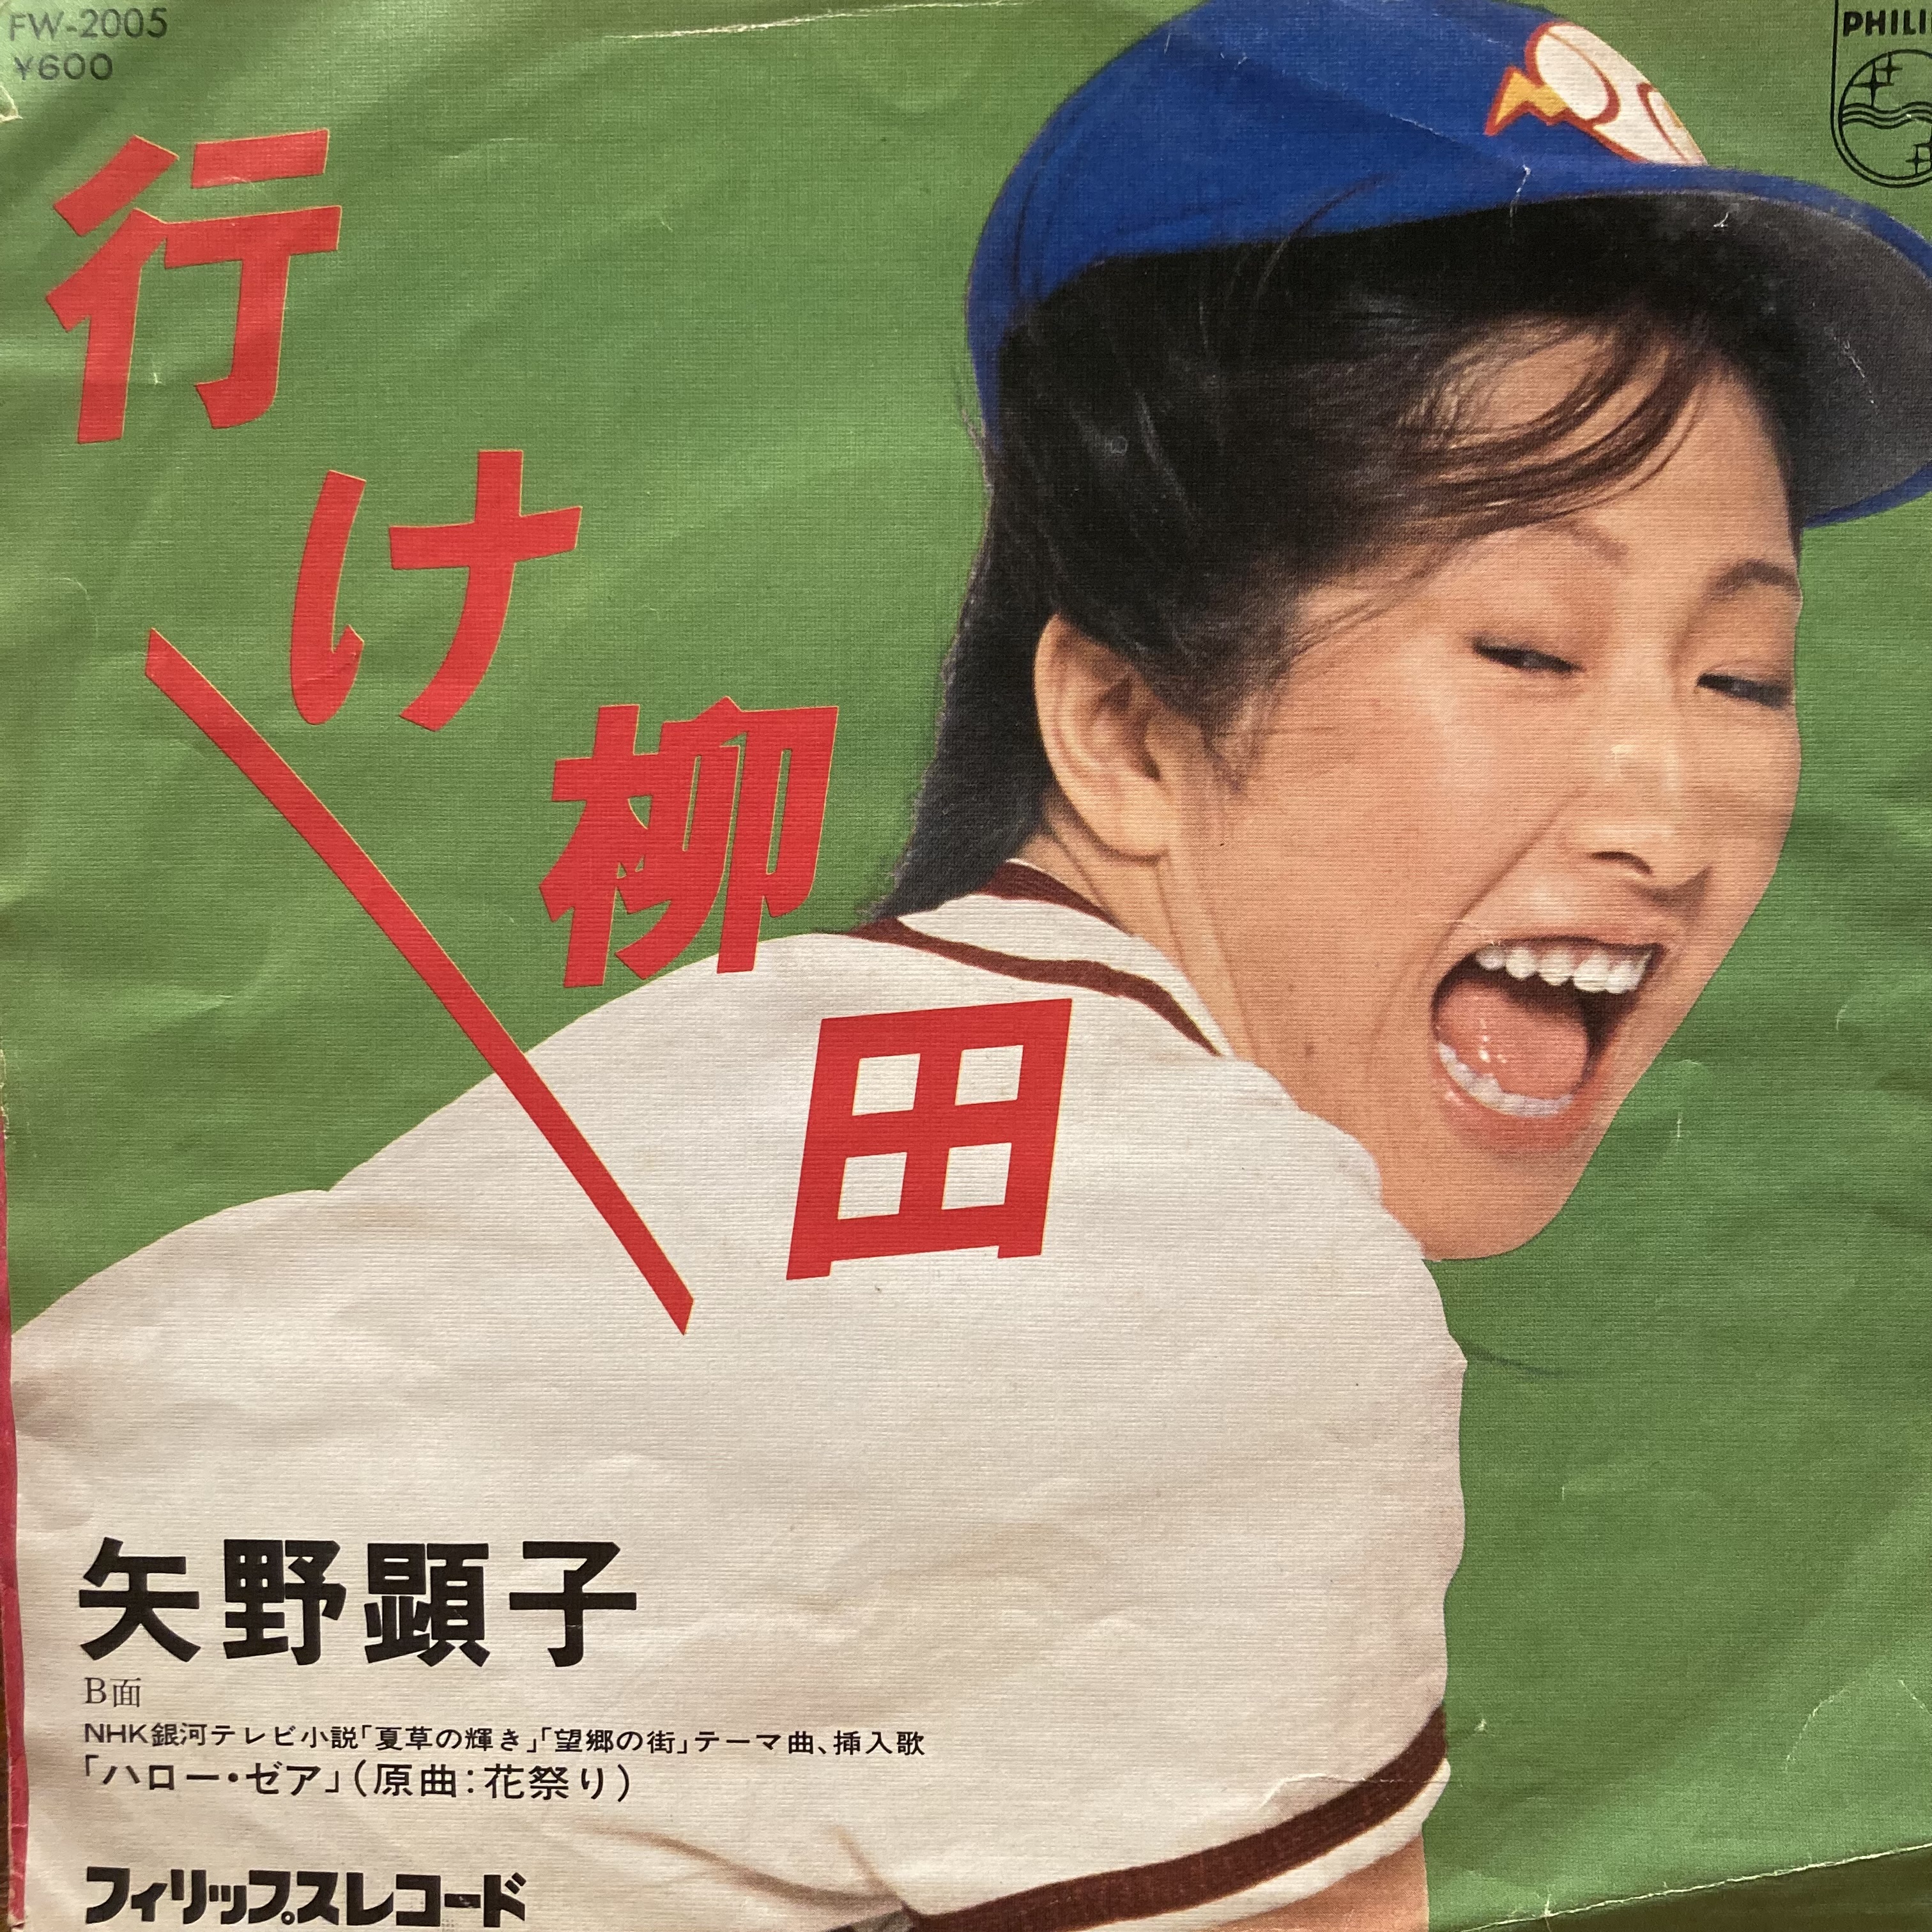 FW-2005
¥600
PHILI
行け柳田
矢野顕子
B面
NHK銀河テレビ小説「夏草の輝き」「望郷の街」テーマ曲、挿入歌
「ハロー・ゼア」(原曲:花祭り)
フィリップスレコード